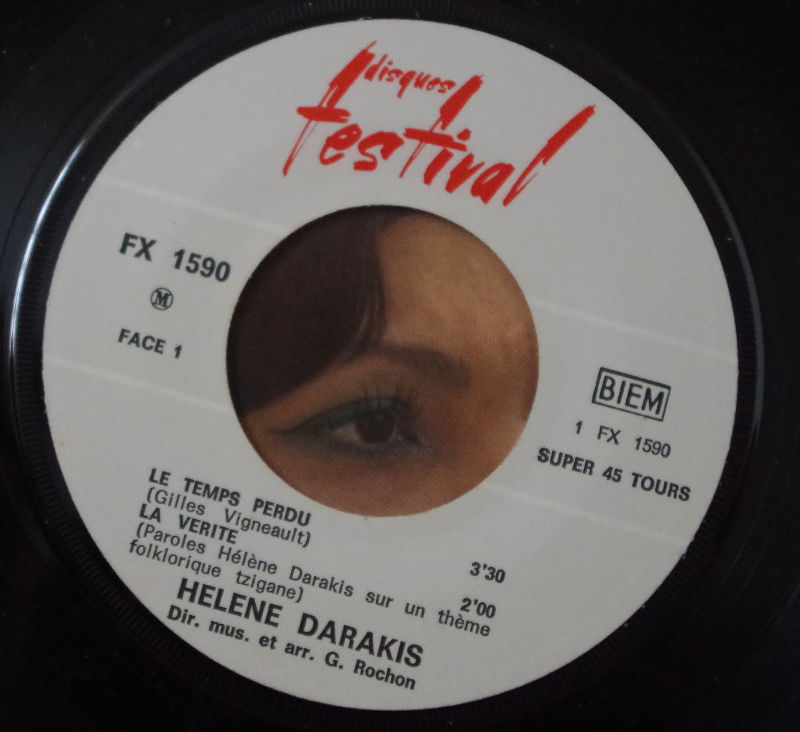 disques
festival
FX 1590
M
FACE 1
BIEM
1 FX 1590
SUPER 45 TOURS
LE TEMPS PERDU
(Gilles Vigneault) 3'30
LA VERITE
(Paroles Hélène Darakis sur un thème
folklorique tzigane) 2'00
HELENE DARAKIS
Dir. mus. et arr. G. Rochon